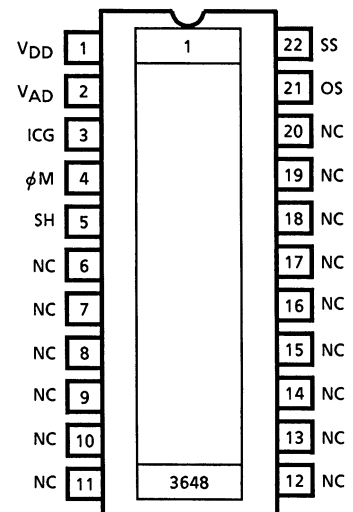 VDD 1 1 22 SS
VAD 2 21 OS
ICG 3 20 NC
ϕM 4 19 NC
SH 5 18 NC
NC 6 17 NC
NC 7 16 NC
NC 8 15 NC
NC 9 14 NC
NC 10 13 NC
NC 11 3648 12 NC